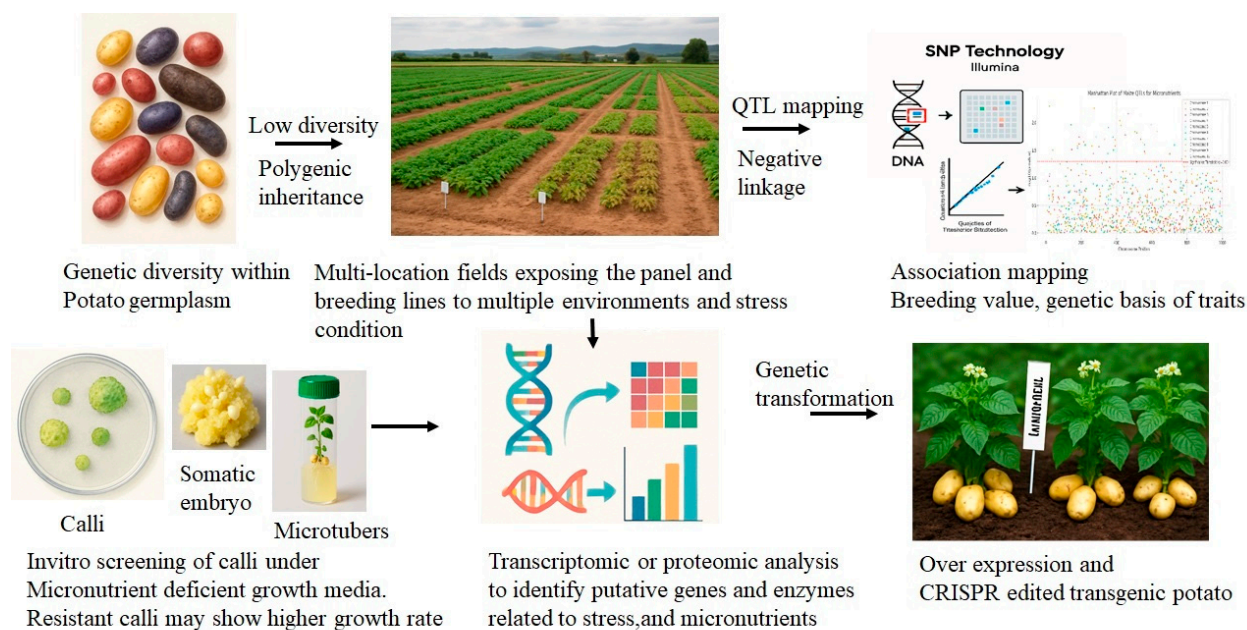 Low diversity
Polygenic
inheritance
QTL mapping
Negative
linkage
SNP Technology
Illumina
DNA
Genetic diversity within
Potato germplasm
Multi-location fields exposing the panel and
breeding lines to multiple environments and stress
condition
Association mapping
Breeding value, genetic basis of traits
Calli
Somatic
embryo
Microtubers
Genetic
transformation
Invitro screening of calli under
Micronutrient deficient growth media.
Resistant calli may show higher growth rate
Transcriptomic or proteomic analysis
to identify putative genes and enzymes
related to stress,and micronutrients
Over expression and
CRISPR edited transgenic potato